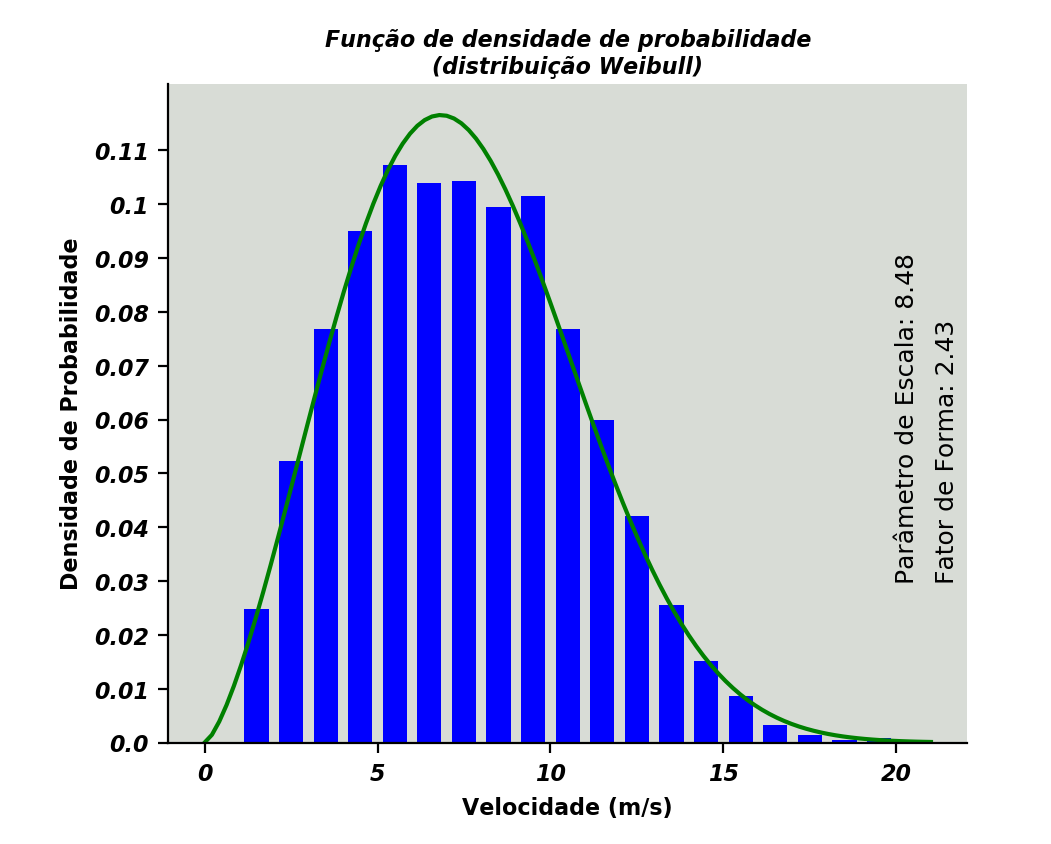 Função de densidade de probabilidade
(distribuição Weibull)
Densidade de Probabilidade
0.11
0.1
0.09
0.08
0.07
0.06
0.05
0.04
0.03
0.02
0.01
0.0
0
5
10
15
20
Velocidade (m/s)
Parâmetro de Escala: 8.48
Fator de Forma: 2.43